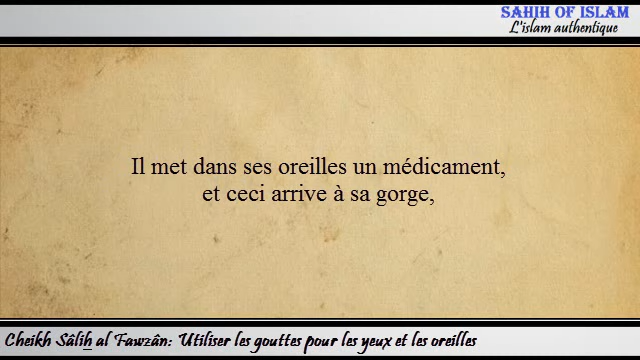 SAHIH OF ISLAM
L'islam authentique
Il met dans ses oreilles un médicament,
et ceci arrive à sa gorge,
Cheikh Sâlih al Fawzân: Utiliser les gouttes pour les yeux et les oreilles